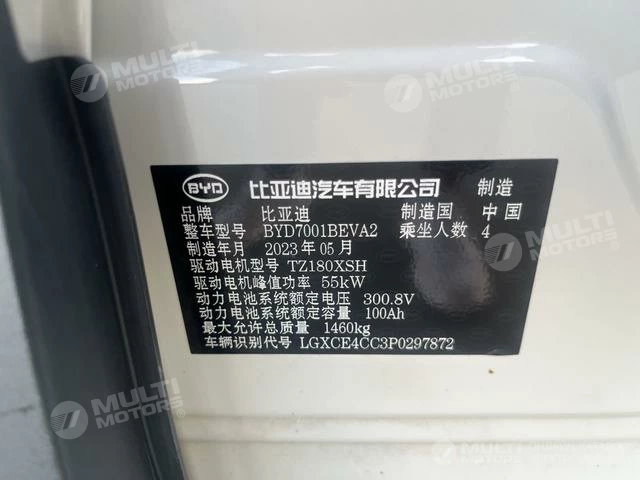 BYD 比亚迪汽车有限公司 制造
品牌 比亚迪 制造国 中国
整车型号 BYD7001BEVA2 乘坐人数 4
制造年月 2023年05月
驱动电机型号 TZ180XSH
驱动电机峰值功率 55kW
动力电池系统额定电压 300.8V
动力电池系统额定容量 100Ah
最大允许总质量 1460kg
车辆识别代号 LGXCE4CC3P0297872
MULTI MOTORS®
MULTI MOTORS®
MULTI MOTORS®
MULTI MOTORS®